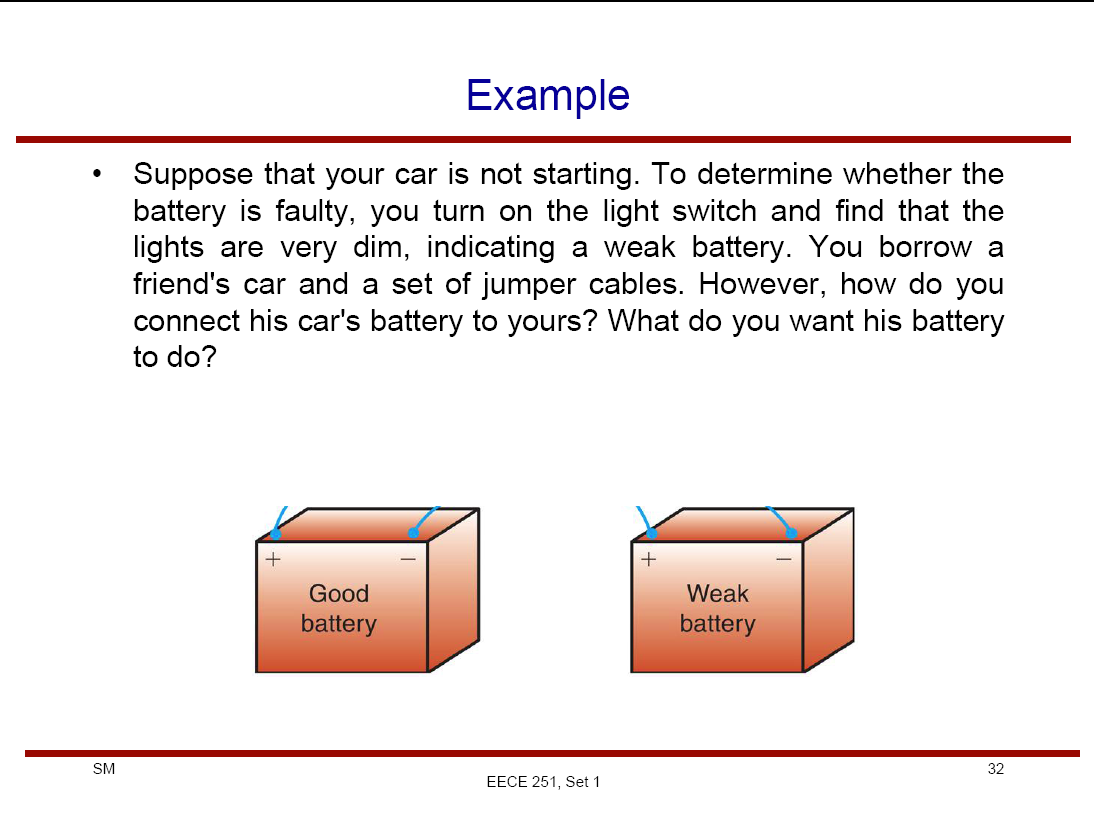 Example
• Suppose that your car is not starting. To determine whether the
battery is faulty, you turn on the light switch and find that the
lights are very dim, indicating a weak battery. You borrow a
friend's car and a set of jumper cables. However, how do you
connect his car's battery to yours? What do you want his battery
to do?
+ −
Good
battery
+ −
Weak
battery
SM
EECE 251, Set 1
32